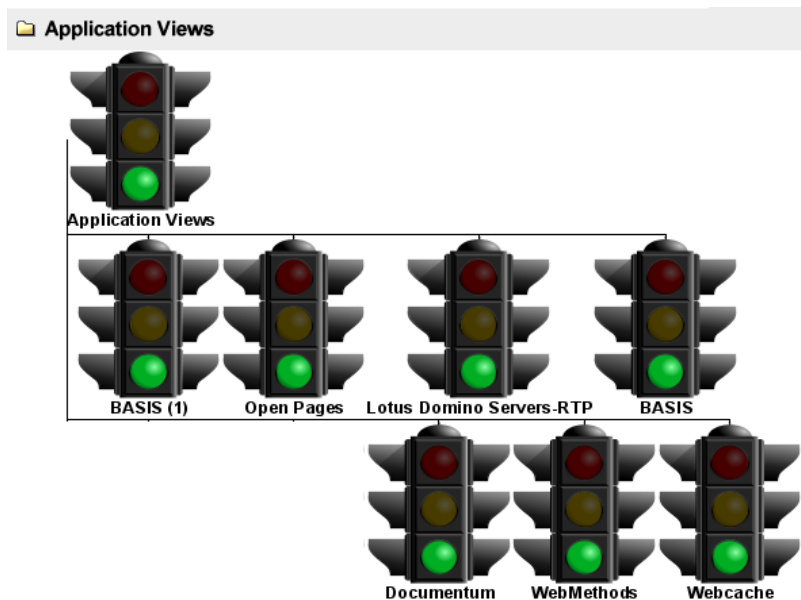 Application Views
Application Views
BASIS (1)
Open Pages
Lotus Domino Servers-RTP
BASIS
Documentum
WebMethods
Webcache